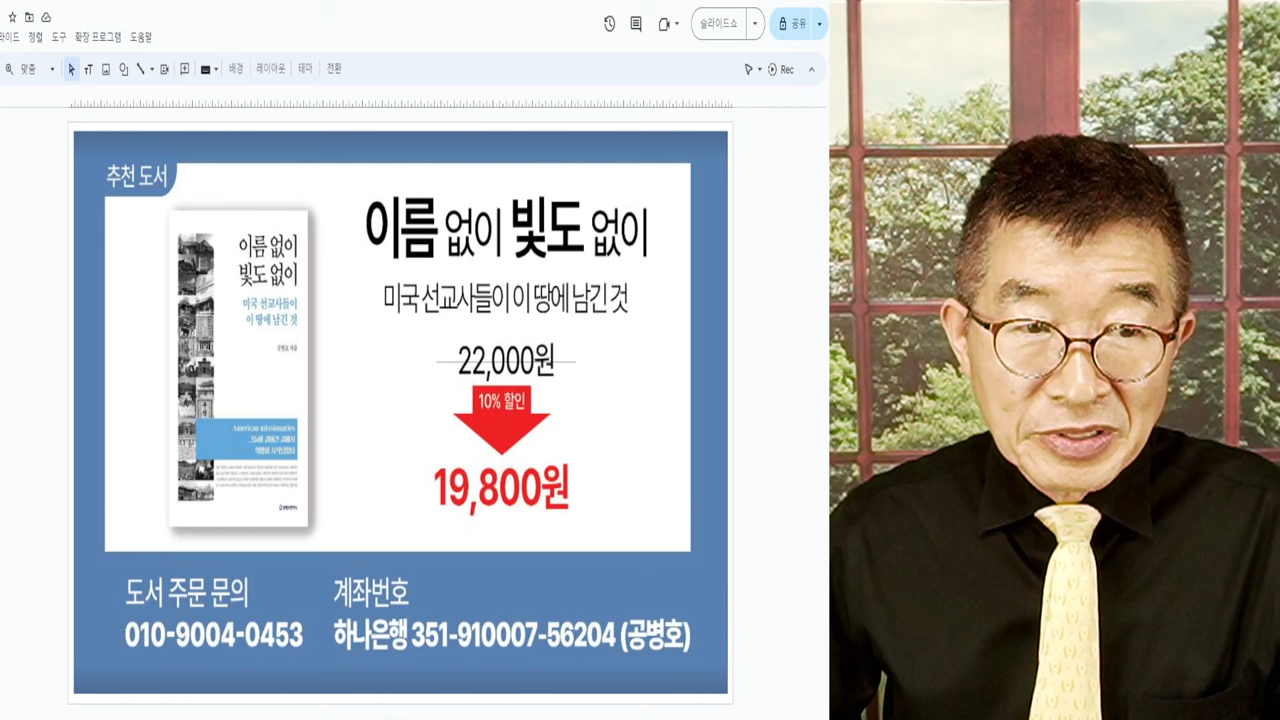 라이드 정렬 도구 확장 프로그램 도움말
슬라이드쇼
공유
맞춤
배경 레이아웃 테마 전환
Rec
추천 도서
이름 없이
빛도 없이
미국 선교사들이
이 땅에 남긴 것
공병호 지음
American missionaries
이름 없이 빛도 없이
미국 선교사들이 이 땅에 남긴 것
22,000원
10% 할인
19,800원
도서 주문 문의
010-9004-0453
계좌번호
하나은행 351-910007-56204 (공병호)